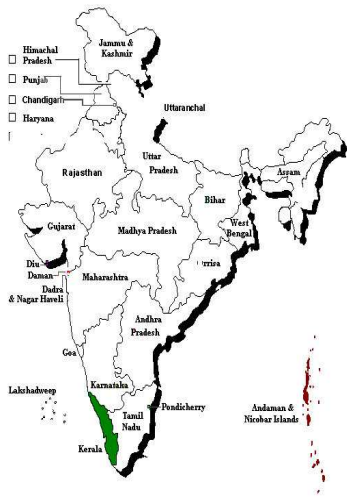 Himachal
Pradesh
Punjab
Chandigarh
Haryana
Jammu &
Kashmir
Uttaranchal
Rajasthan
Uttar
Pradesh
Assam
Bihar
Gujarat
Madhya Pradesh
West
Bengal
Diu
Daman
Dadra
& Nagar Haveli
Maharashtra
rrisa
Andhra
Pradesh
Goa
Karnataka
Lakshadweep
Pondicherry
Tamil
Nadu
Kerala
Andaman &
Nicobar Islands